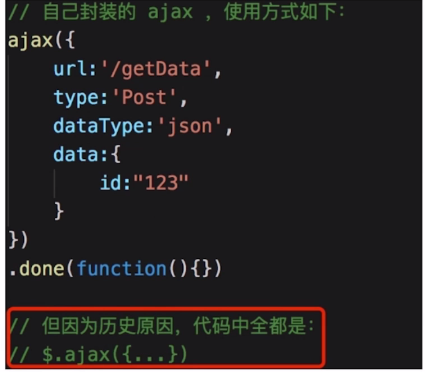 // 自己封装的 ajax ，使用方式如下：
ajax({
url:'/getData',
type:'Post',
dataType:'json',
data:{
id:"123"
}
})
.done(function(){})
// 但因为历史原因，代码中全都是：
// $.ajax({...})